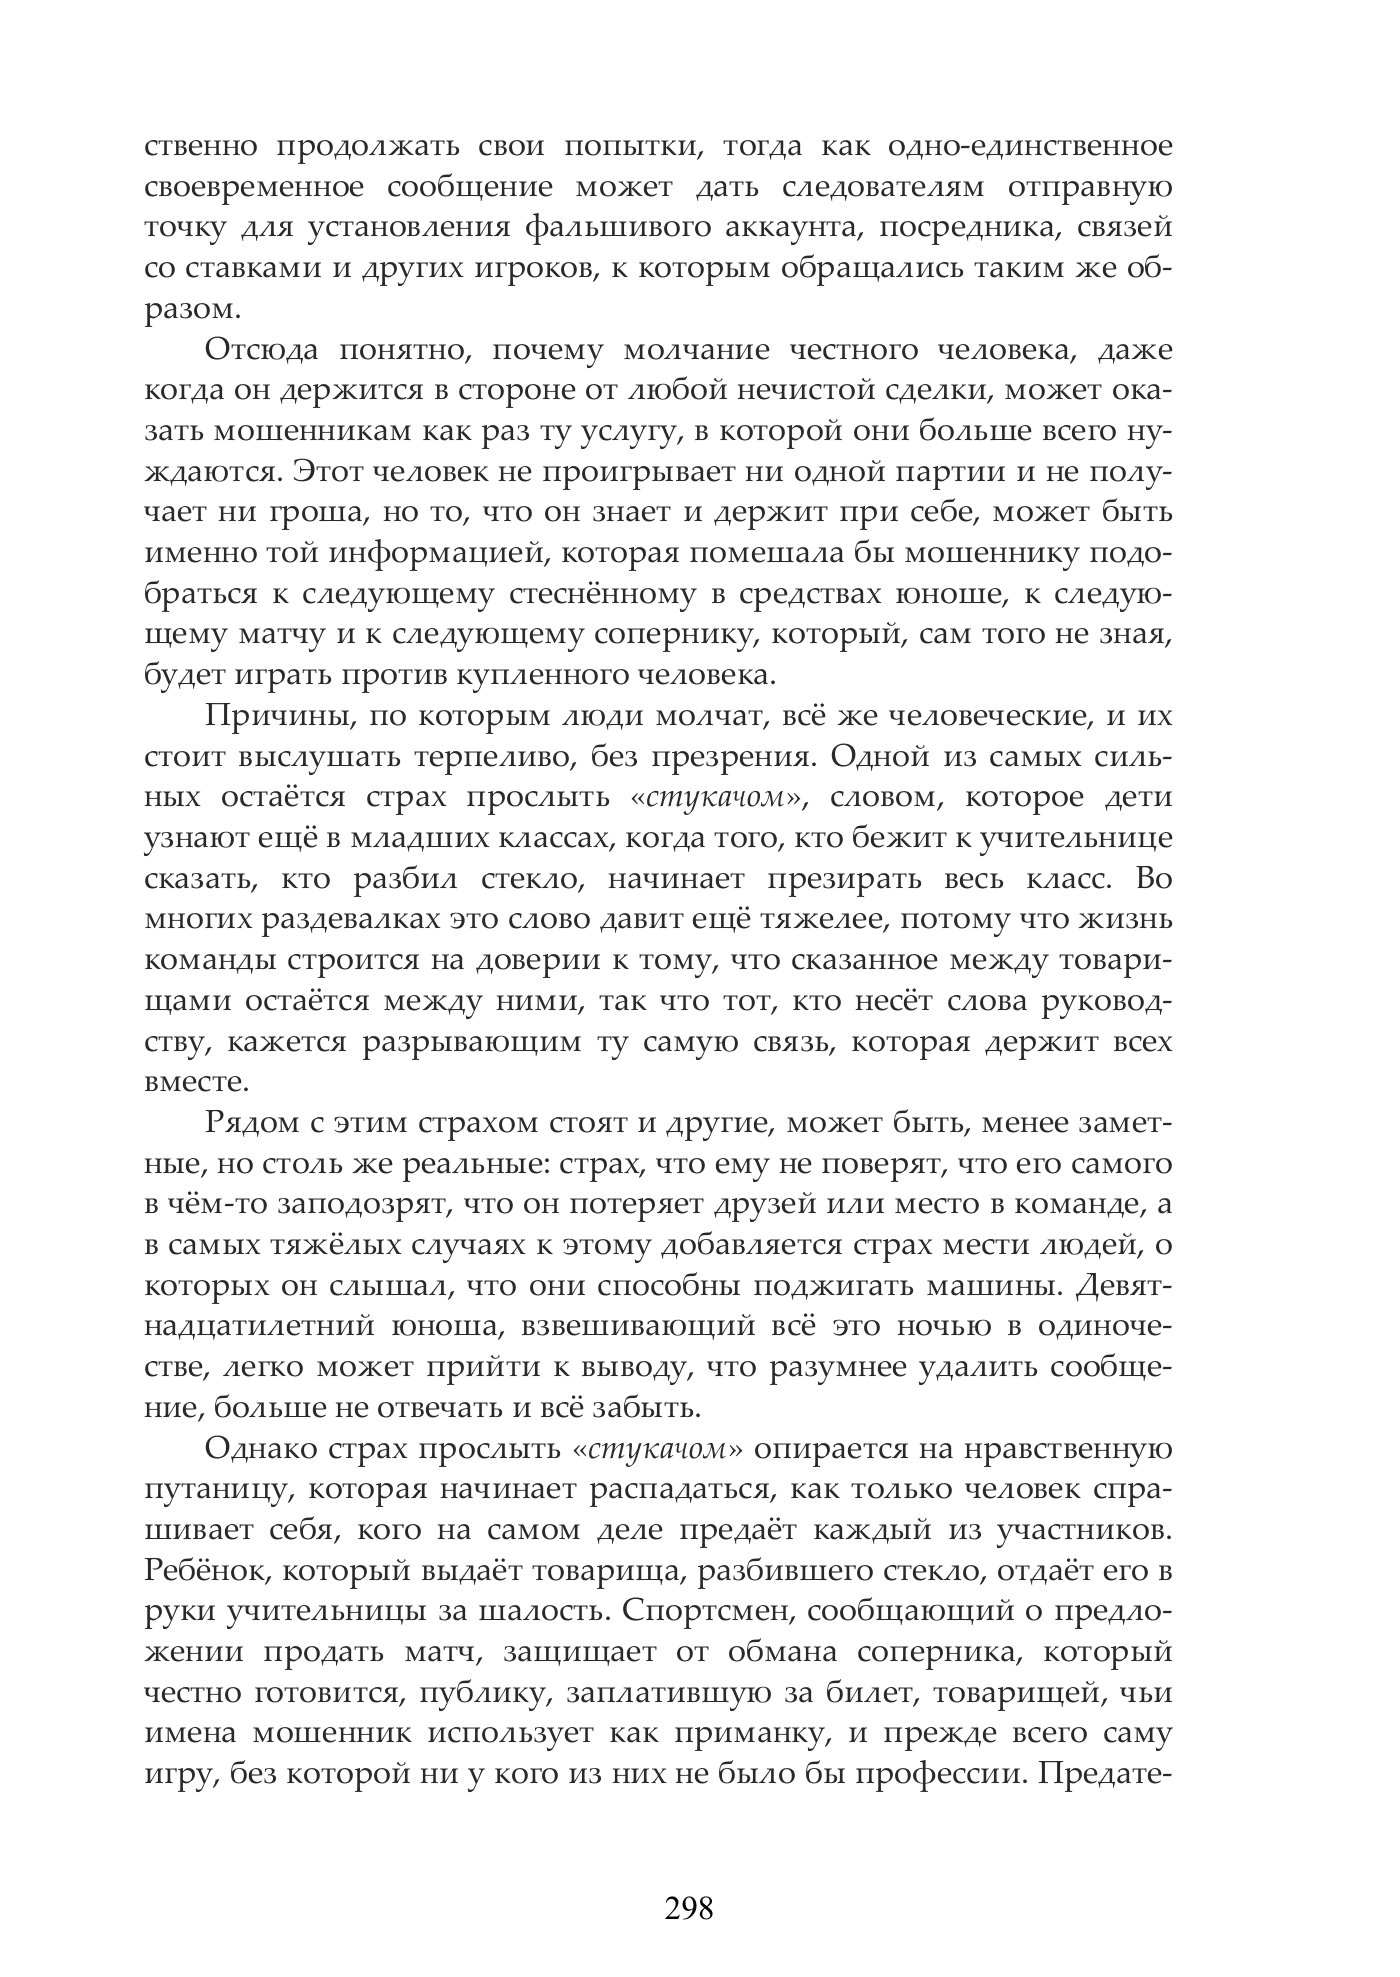 ственно продолжать свои попытки, тогда как одно-единственное
своевременное сообщение может дать следователям отправную
точку для установления фальшивого аккаунта, посредника, связей
со ставками и других игроков, к которым обращались таким же об-
разом.
Отсюда понятно, почему молчание честного человека, даже
когда он держится в стороне от любой нечистой сделки, может ока-
зать мошенникам как раз ту услугу, в которой они больше всего ну-
ждаются. Этот человек не проигрывает ни одной партии и не полу-
чает ни гроша, но то, что он знает и держит при себе, может быть
именно той информацией, которая помешала бы мошеннику подо-
браться к следующему стеснённому в средствах юноше, к следую-
щему матчу и к следующему сопернику, который, сам того не зная,
будет играть против купленного человека.
Причины, по которым люди молчат, всё же человеческие, и их
стоит выслушать терпеливо, без презрения. Одной из самых силь-
ных остаётся страх прослыть «стукачом», словом, которое дети
узнают ещё в младших классах, когда того, кто бежит к учительнице
сказать, кто разбил стекло, начинает презирать весь класс. Во
многих раздевалках это слово давит ещё тяжелее, потому что жизнь
команды строится на доверии к тому, что сказанное между товари-
щами остаётся между ними, так что тот, кто несёт слова руковод-
ству, кажется разрывающим ту самую связь, которая держит всех
вместе.
Рядом с этим страхом стоят и другие, может быть, менее замет-
ные, но столь же реальные: страх, что ему не поверят, что его самого
в чём-то заподозрят, что он потеряет друзей или место в команде, а
в самых тяжёлых случаях к этому добавляется страх мести людей, о
которых он слышал, что они способны поджигать машины. Девят-
надцатилетний юноша, взвешивающий всё это ночью в одиноче-
стве, легко может прийти к выводу, что разумнее удалить сообще-
ние, больше не отвечать и всё забыть.
Однако страх прослыть «стукачом» опирается на нравственную
путаницу, которая начинает распадаться, как только человек спра-
шивает себя, кого на самом деле предаёт каждый из участников.
Ребёнок, который выдаёт товарища, разбившего стекло, отдаёт его в
руки учительницы за шалость. Спортсмен, сообщающий о предло-
жении продать матч, защищает от обмана соперника, который
честно готовится, публику, заплатившую за билет, товарищей, чьи
имена мошенник использует как приманку, и прежде всего саму
игру, без которой ни у кого из них не было бы профессии. Предате-
298